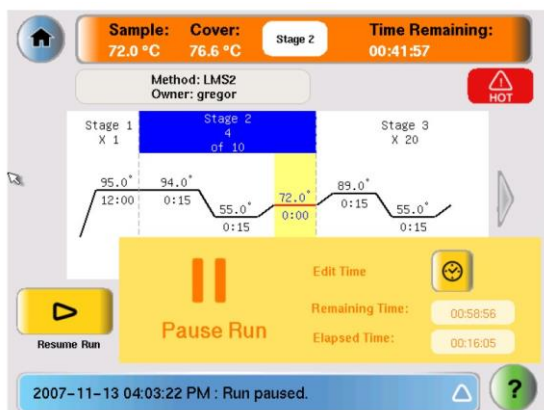 Sample:
72.0 °C
Cover:
76.6 °C
Stage 2
Time Remaining:
00:41:57
Method: LMS2
Owner: gregor
HOT
Stage 1
X 1
Stage 2
4
of 10
Stage 3
X 20
95.0°
12:00
94.0°
0:15
55.0°
0:15
72.0°
0:00
89.0°
0:15
55.0°
0:15
Pause Run
Edit Time
Remaining Time: 00:58:56
Elapsed Time: 00:16:05
Resume Run
2007-11-13 04:03:22 PM : Run paused.
?